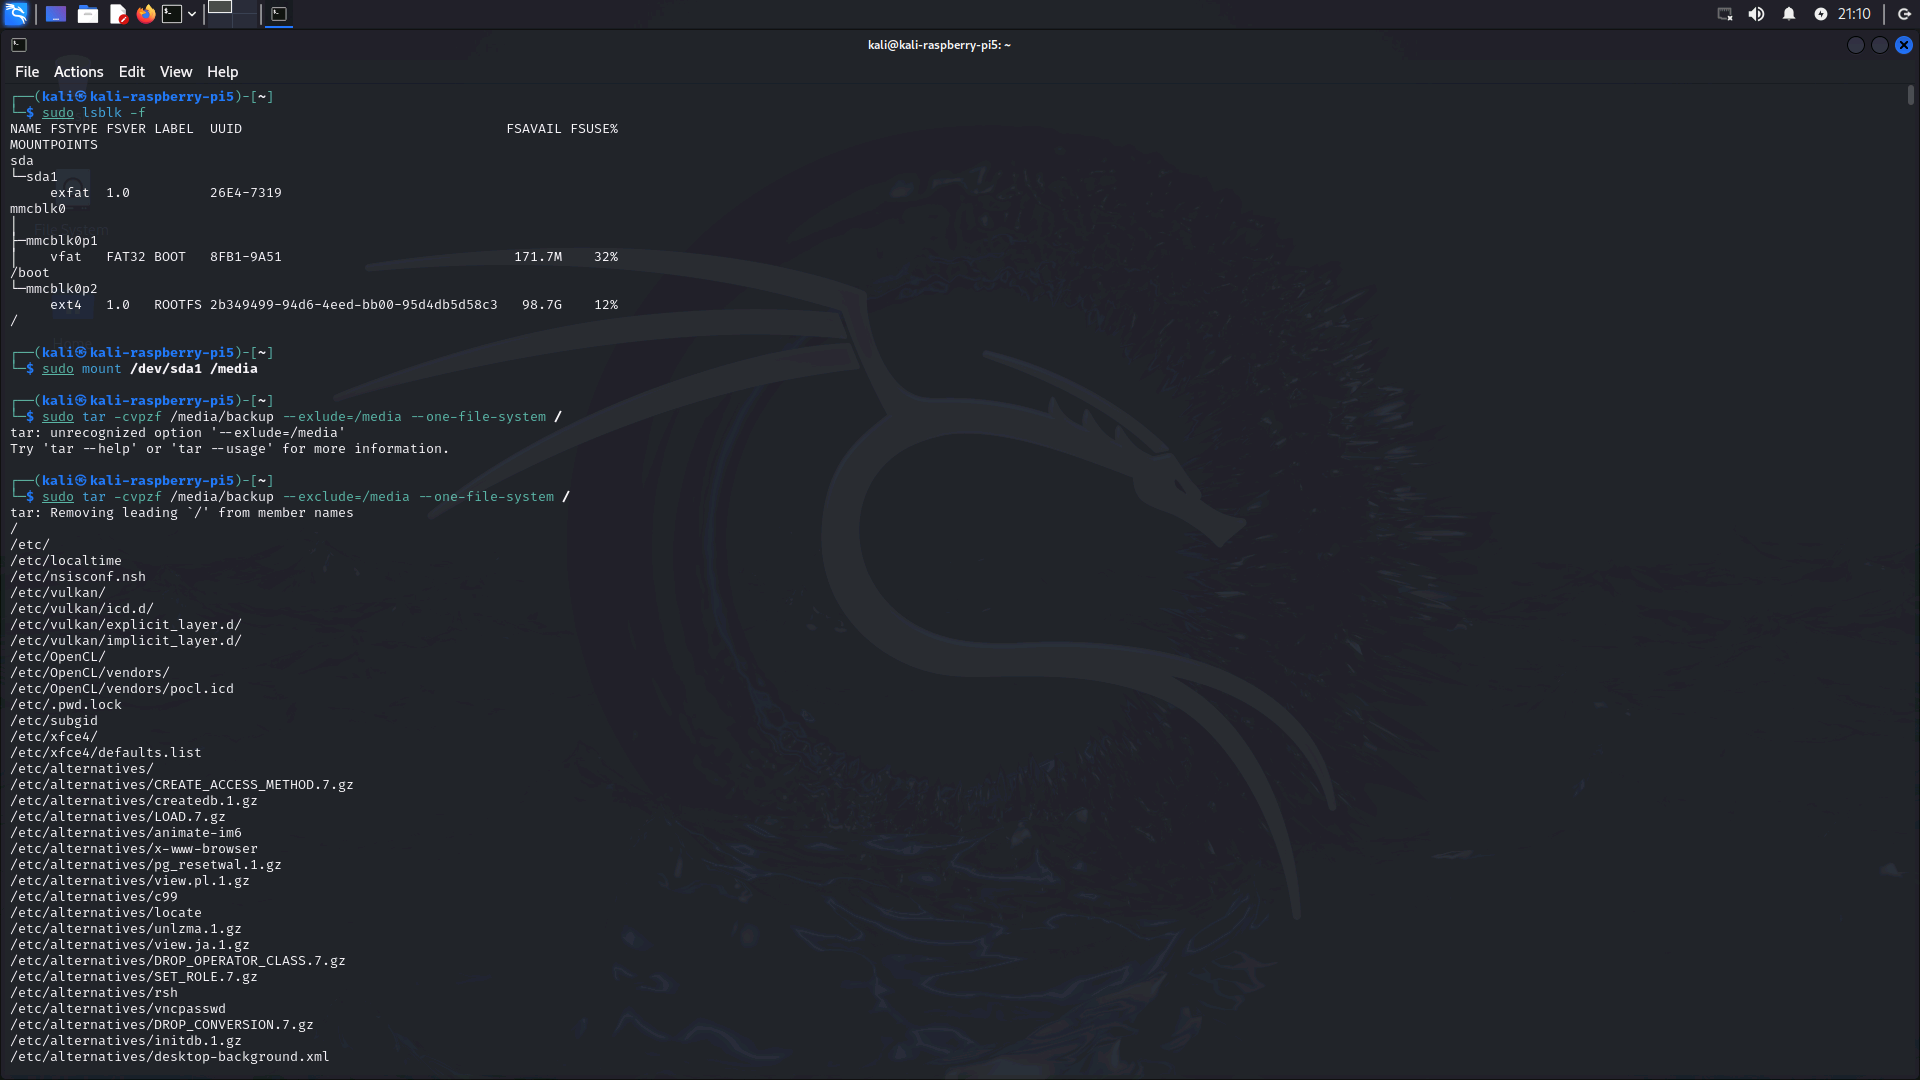 21:10
kali@kali-raspberry-pi5: ~
File Actions Edit View Help
┌──(kali㉿kali-raspberry-pi5)-[~]
└─$ sudo lsblk -f
NAME FSTYPE FSVER LABEL  UUID                                 FSAVAIL FSUSE%
MOUNTPOINTS
sda
└─sda1
     exfat  1.0          26E4-7319
mmcblk0
│
├─mmcblk0p1
│    vfat   FAT32 BOOT   8FB1-9A51                             171.7M    32%
/boot
└─mmcblk0p2
     ext4   1.0   ROOTFS 2b349499-94d6-4eed-bb00-95d4db5d58c3   98.7G    12%
/
┌──(kali㉿kali-raspberry-pi5)-[~]
└─$ sudo mount /dev/sda1 /media
┌──(kali㉿kali-raspberry-pi5)-[~]
└─$ sudo tar -cvpzf /media/backup --exlude=/media --one-file-system /
tar: unrecognized option '--exlude=/media'
Try 'tar --help' or 'tar --usage' for more information.
┌──(kali㉿kali-raspberry-pi5)-[~]
└─$ sudo tar -cvpzf /media/backup --exclude=/media --one-file-system /
tar: Removing leading `/' from member names
/
/etc/
/etc/localtime
/etc/nsisconf.nsh
/etc/vulkan/
/etc/vulkan/icd.d/
/etc/vulkan/explicit_layer.d/
/etc/vulkan/implicit_layer.d/
/etc/OpenCL/
/etc/OpenCL/vendors/
/etc/OpenCL/vendors/pocl.icd
/etc/.pwd.lock
/etc/subgid
/etc/xfce4/
/etc/xfce4/defaults.list
/etc/alternatives/
/etc/alternatives/CREATE_ACCESS_METHOD.7.gz
/etc/alternatives/createdb.1.gz
/etc/alternatives/LOAD.7.gz
/etc/alternatives/animate-im6
/etc/alternatives/x-www-browser
/etc/alternatives/pg_resetwal.1.gz
/etc/alternatives/view.pl.1.gz
/etc/alternatives/c99
/etc/alternatives/locate
/etc/alternatives/unlzma.1.gz
/etc/alternatives/view.ja.1.gz
/etc/alternatives/DROP_OPERATOR_CLASS.7.gz
/etc/alternatives/SET_ROLE.7.gz
/etc/alternatives/rsh
/etc/alternatives/vncpasswd
/etc/alternatives/DROP_CONVERSION.7.gz
/etc/alternatives/initdb.1.gz
/etc/alternatives/desktop-background.xml